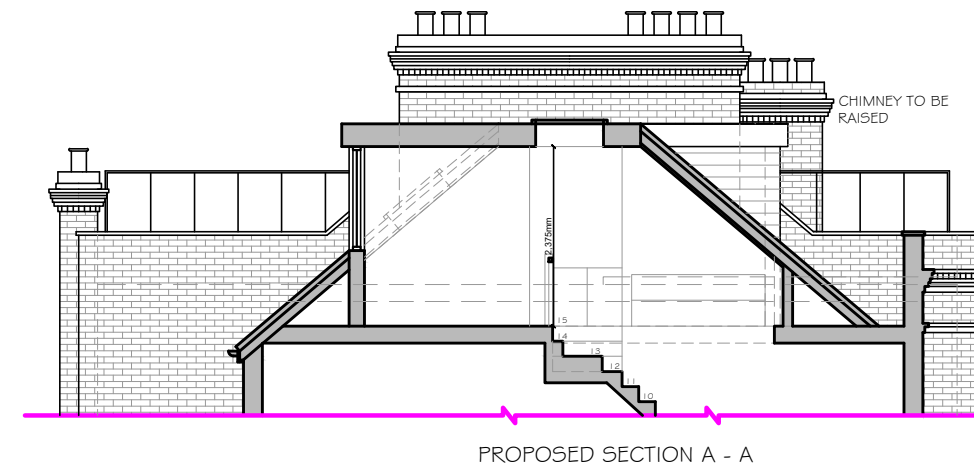 CHIMNEY TO BE
RAISED
2,375mm
15
14
13
12
11
10
PROPOSED SECTION A - A